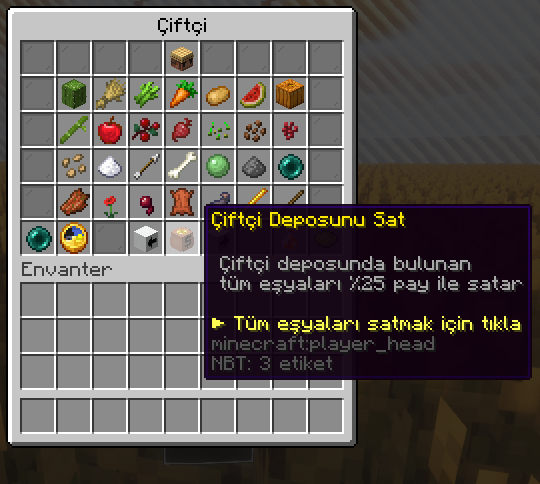 Çiftçi
Çiftçi Deposunu Sat
Çiftçi deposunda bulunan
tüm eşyaları %25 pay ile satar
► Tüm eşyaları satmak için tıkla
minecraft:player_head
NBT: 3 etiket
Envanter